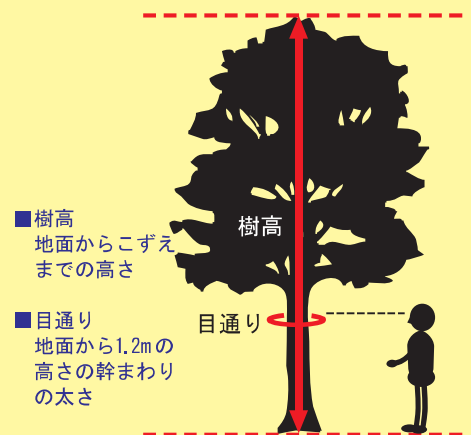 ■樹高
地面からこずえ
までの高さ
■目通り
地面から1.2mの
高さの幹まわり
の太さ
樹高
目通り